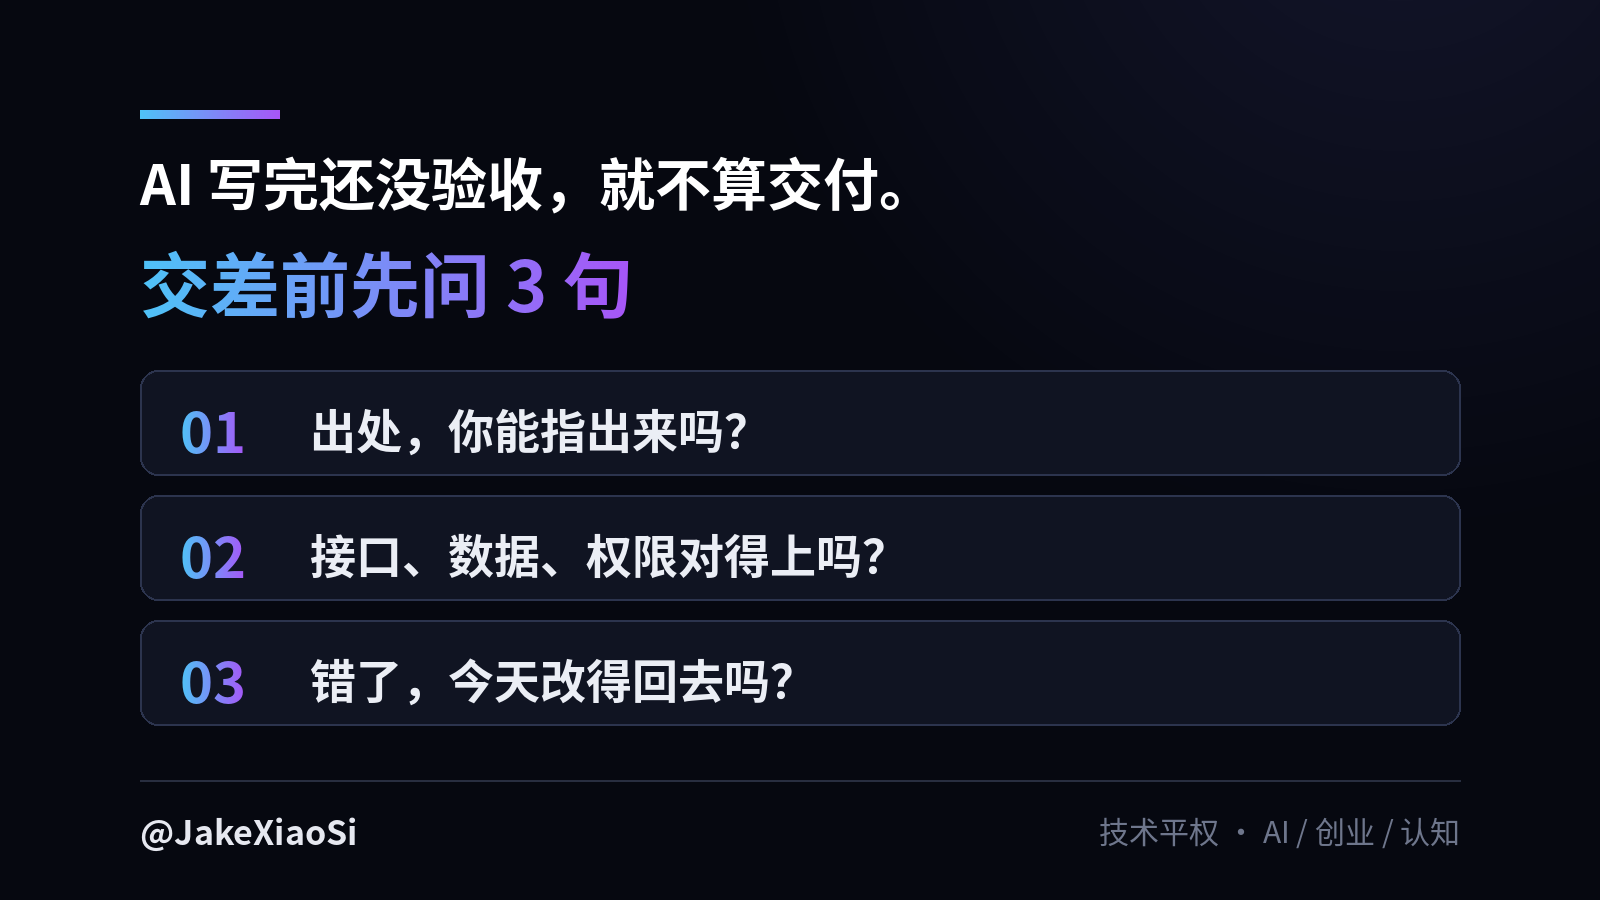 AI 写完还没验收，就不算交付。
交差前先问 3 句
01 出处，你能指出来吗？
02 接口、数据、权限对得上吗？
03 错了，今天改得回去吗？
@JakeXiaoSi
技术平权 · AI / 创业 / 认知